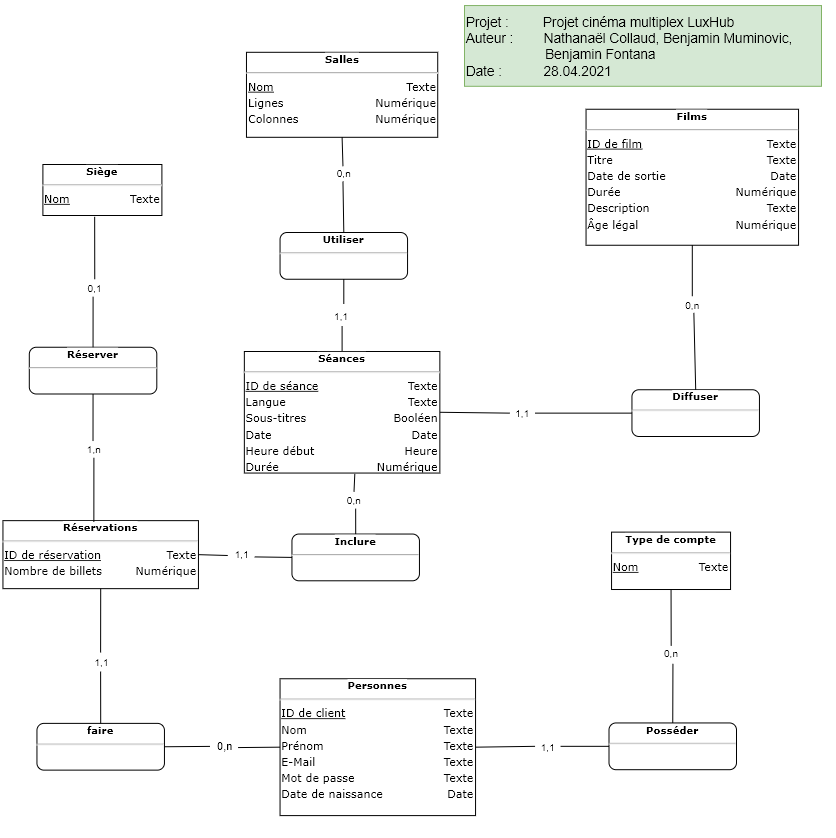 Projet : Projet cinéma multiplex LuxHub
Auteur : Nathanaël Collaud, Benjamin Muminovic,
Benjamin Fontana
Date : 28.04.2021
Salles
Nom Texte
Lignes Numérique
Colonnes Numérique
Films
ID de film Texte
Titre Texte
Date de sortie Date
Durée Numérique
Description Texte
Âge légal Numérique
Siège
Nom Texte
0,n
Utiliser
0,1
1,1
0,n
Réserver
Séances
ID de séance Texte
Langue Texte
Sous-titres Booléen
Date Date
Heure début Heure
Durée Numérique
1,1
Diffuser
1,n
0,n
Réservations
ID de réservation Texte
Nombre de billets Numérique
1,1
Inclure
Type de compte
Nom Texte
1,1
0,n
faire
0,n
Personnes
ID de client Texte
Nom Texte
Prénom Texte
E-Mail Texte
Mot de passe Texte
Date de naissance Date
1,1
Posséder